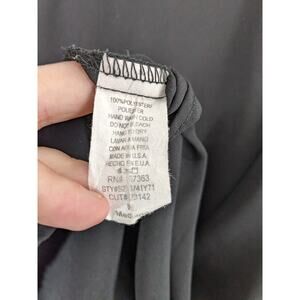 100% POLYESTER/
POLYESTER
HAND WASH COLD
DO NOT BLEACH
HANG TO DRY
LAVAR A MANO
CON AGUA FRIA
MADE IN U.S.A.
HECHO EN E.U.A.
RN#
CUT#